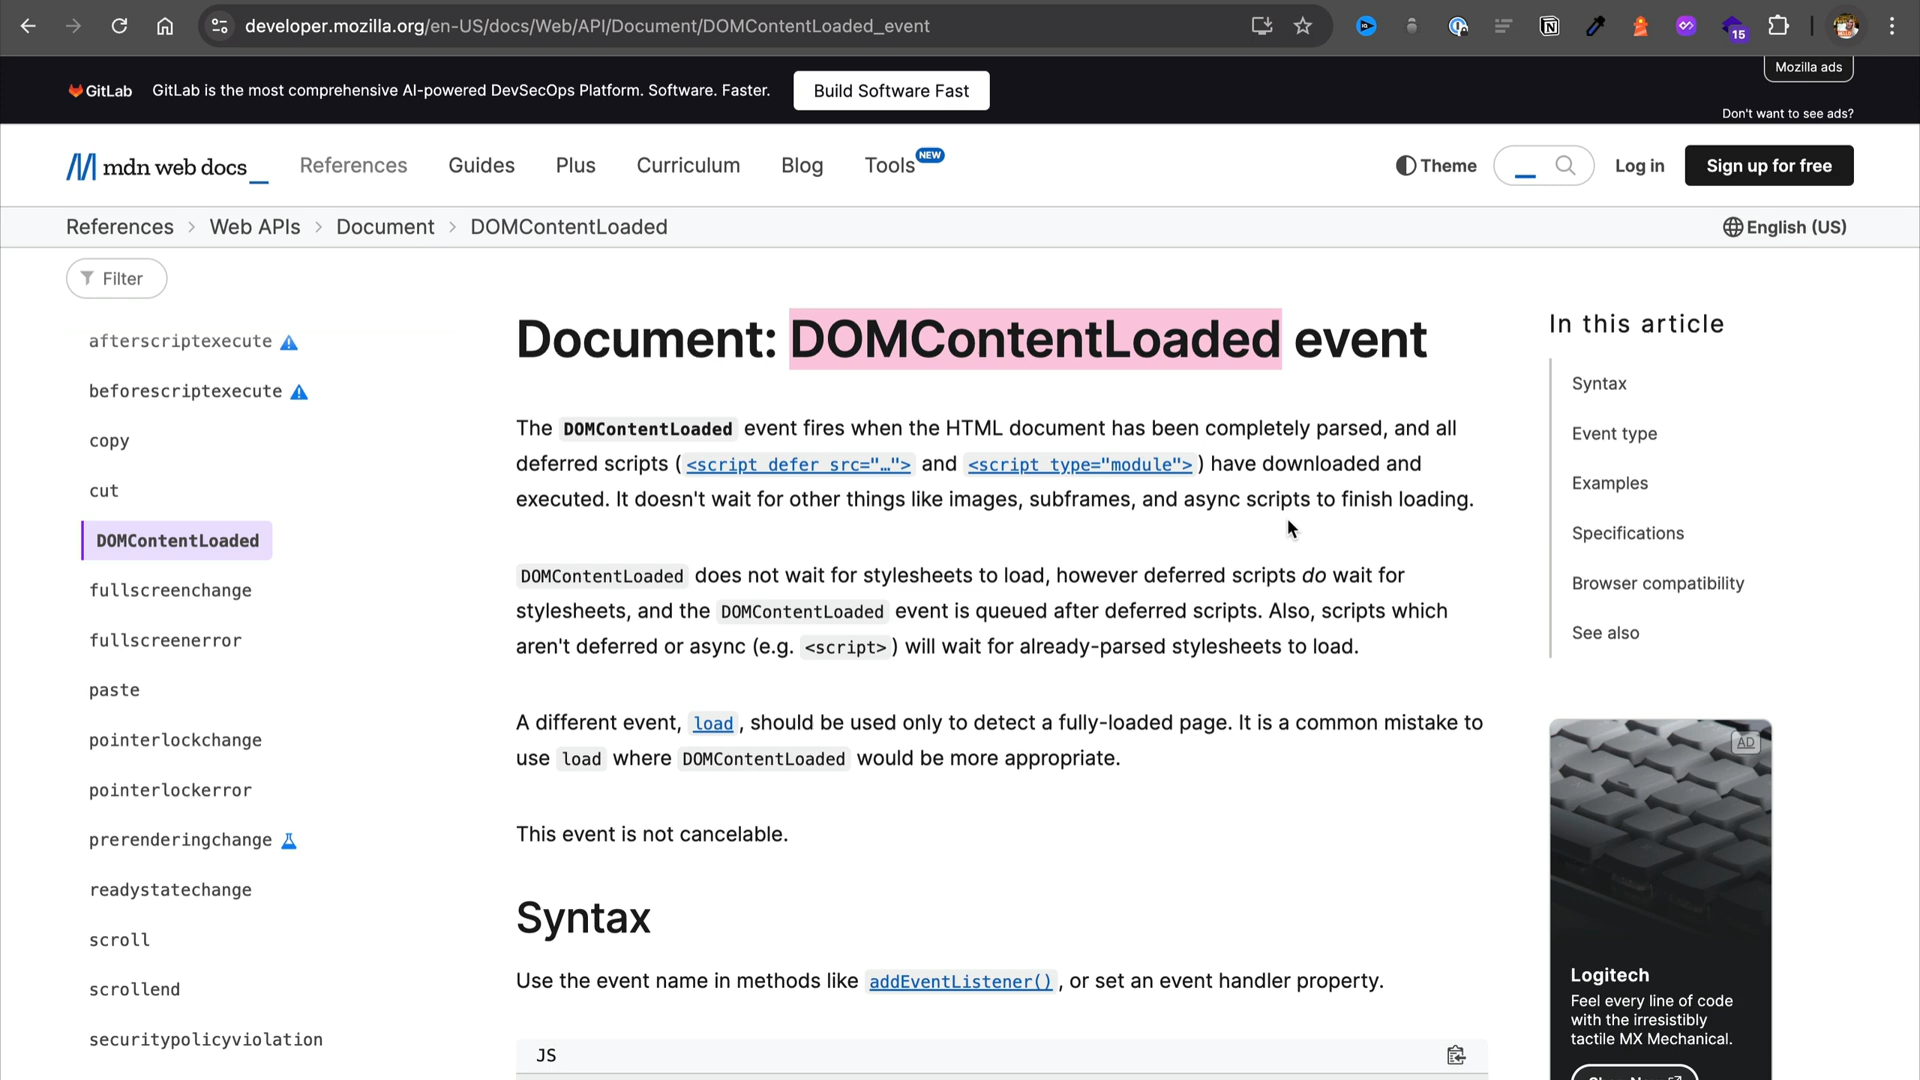 developer.mozilla.org/en-US/docs/Web/API/Document/DOMContentLoaded_event
15
GitLab
GitLab is the most comprehensive AI-powered DevSecOps Platform. Software. Faster.
Build Software Fast
Mozilla ads
Don't want to see ads?
mdn web docs_
References
Guides
Plus
Curriculum
Blog
Tools NEW
Theme
Log in
Sign up for free
References > Web APIs > Document > DOMContentLoaded
English (US)
Filter
afterscriptexecute
beforescriptexecute
copy
cut
DOMContentLoaded
fullscreenchange
fullscreenerror
paste
pointerlockchange
pointerlockerror
prerenderingchange
readystatechange
scroll
scrollend
securitypolicyviolation
Document: DOMContentLoaded event
The DOMContentLoaded event fires when the HTML document has been completely parsed, and all
deferred scripts (<script defer src="…"> and <script type="module">) have downloaded and
executed. It doesn't wait for other things like images, subframes, and async scripts to finish loading.
DOMContentLoaded does not wait for stylesheets to load, however deferred scripts do wait for
stylesheets, and the DOMContentLoaded event is queued after deferred scripts. Also, scripts which
aren't deferred or async (e.g. <script>) will wait for already-parsed stylesheets to load.
A different event, load, should be used only to detect a fully-loaded page. It is a common mistake to
use load where DOMContentLoaded would be more appropriate.
This event is not cancelable.
Syntax
Use the event name in methods like addEventListener(), or set an event handler property.
JS
In this article
Syntax
Event type
Examples
Specifications
Browser compatibility
See also
AD
Logitech
Feel every line of code
with the irresistibly
tactile MX Mechanical.